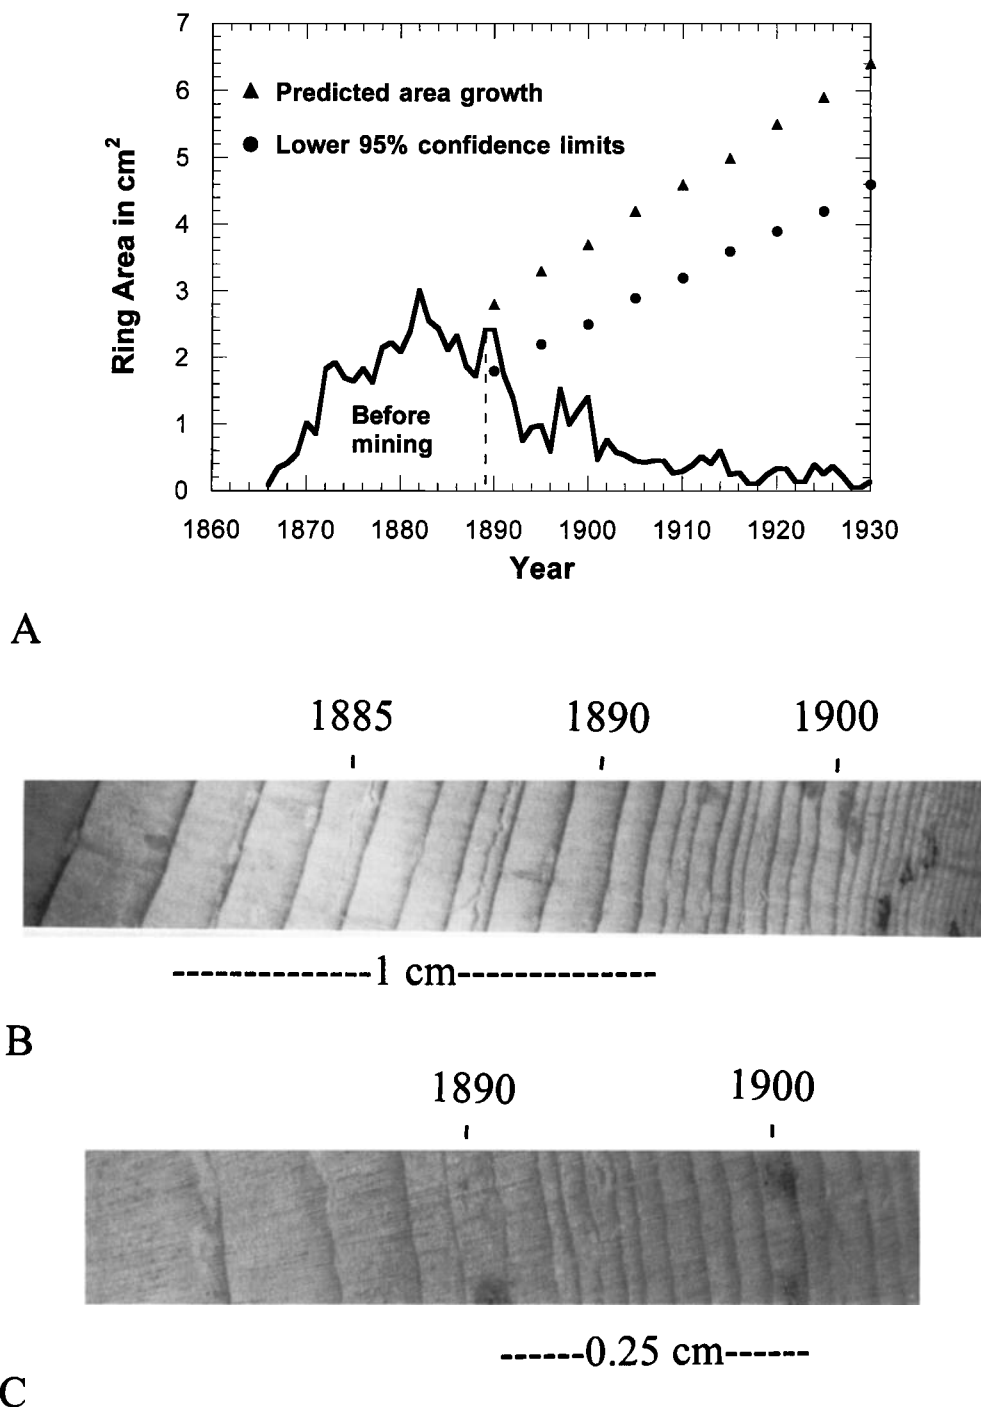 7
6
5
4
3
2
1
0
Ring Area in cm2
▲ Predicted area growth
● Lower 95% confidence limits
Before
mining
1860 1870 1880 1890 1900 1910 1920 1930
Year
A
1885 1890 1900
-------------1 cm-------------
B
1890 1900
------0.25 cm------
C